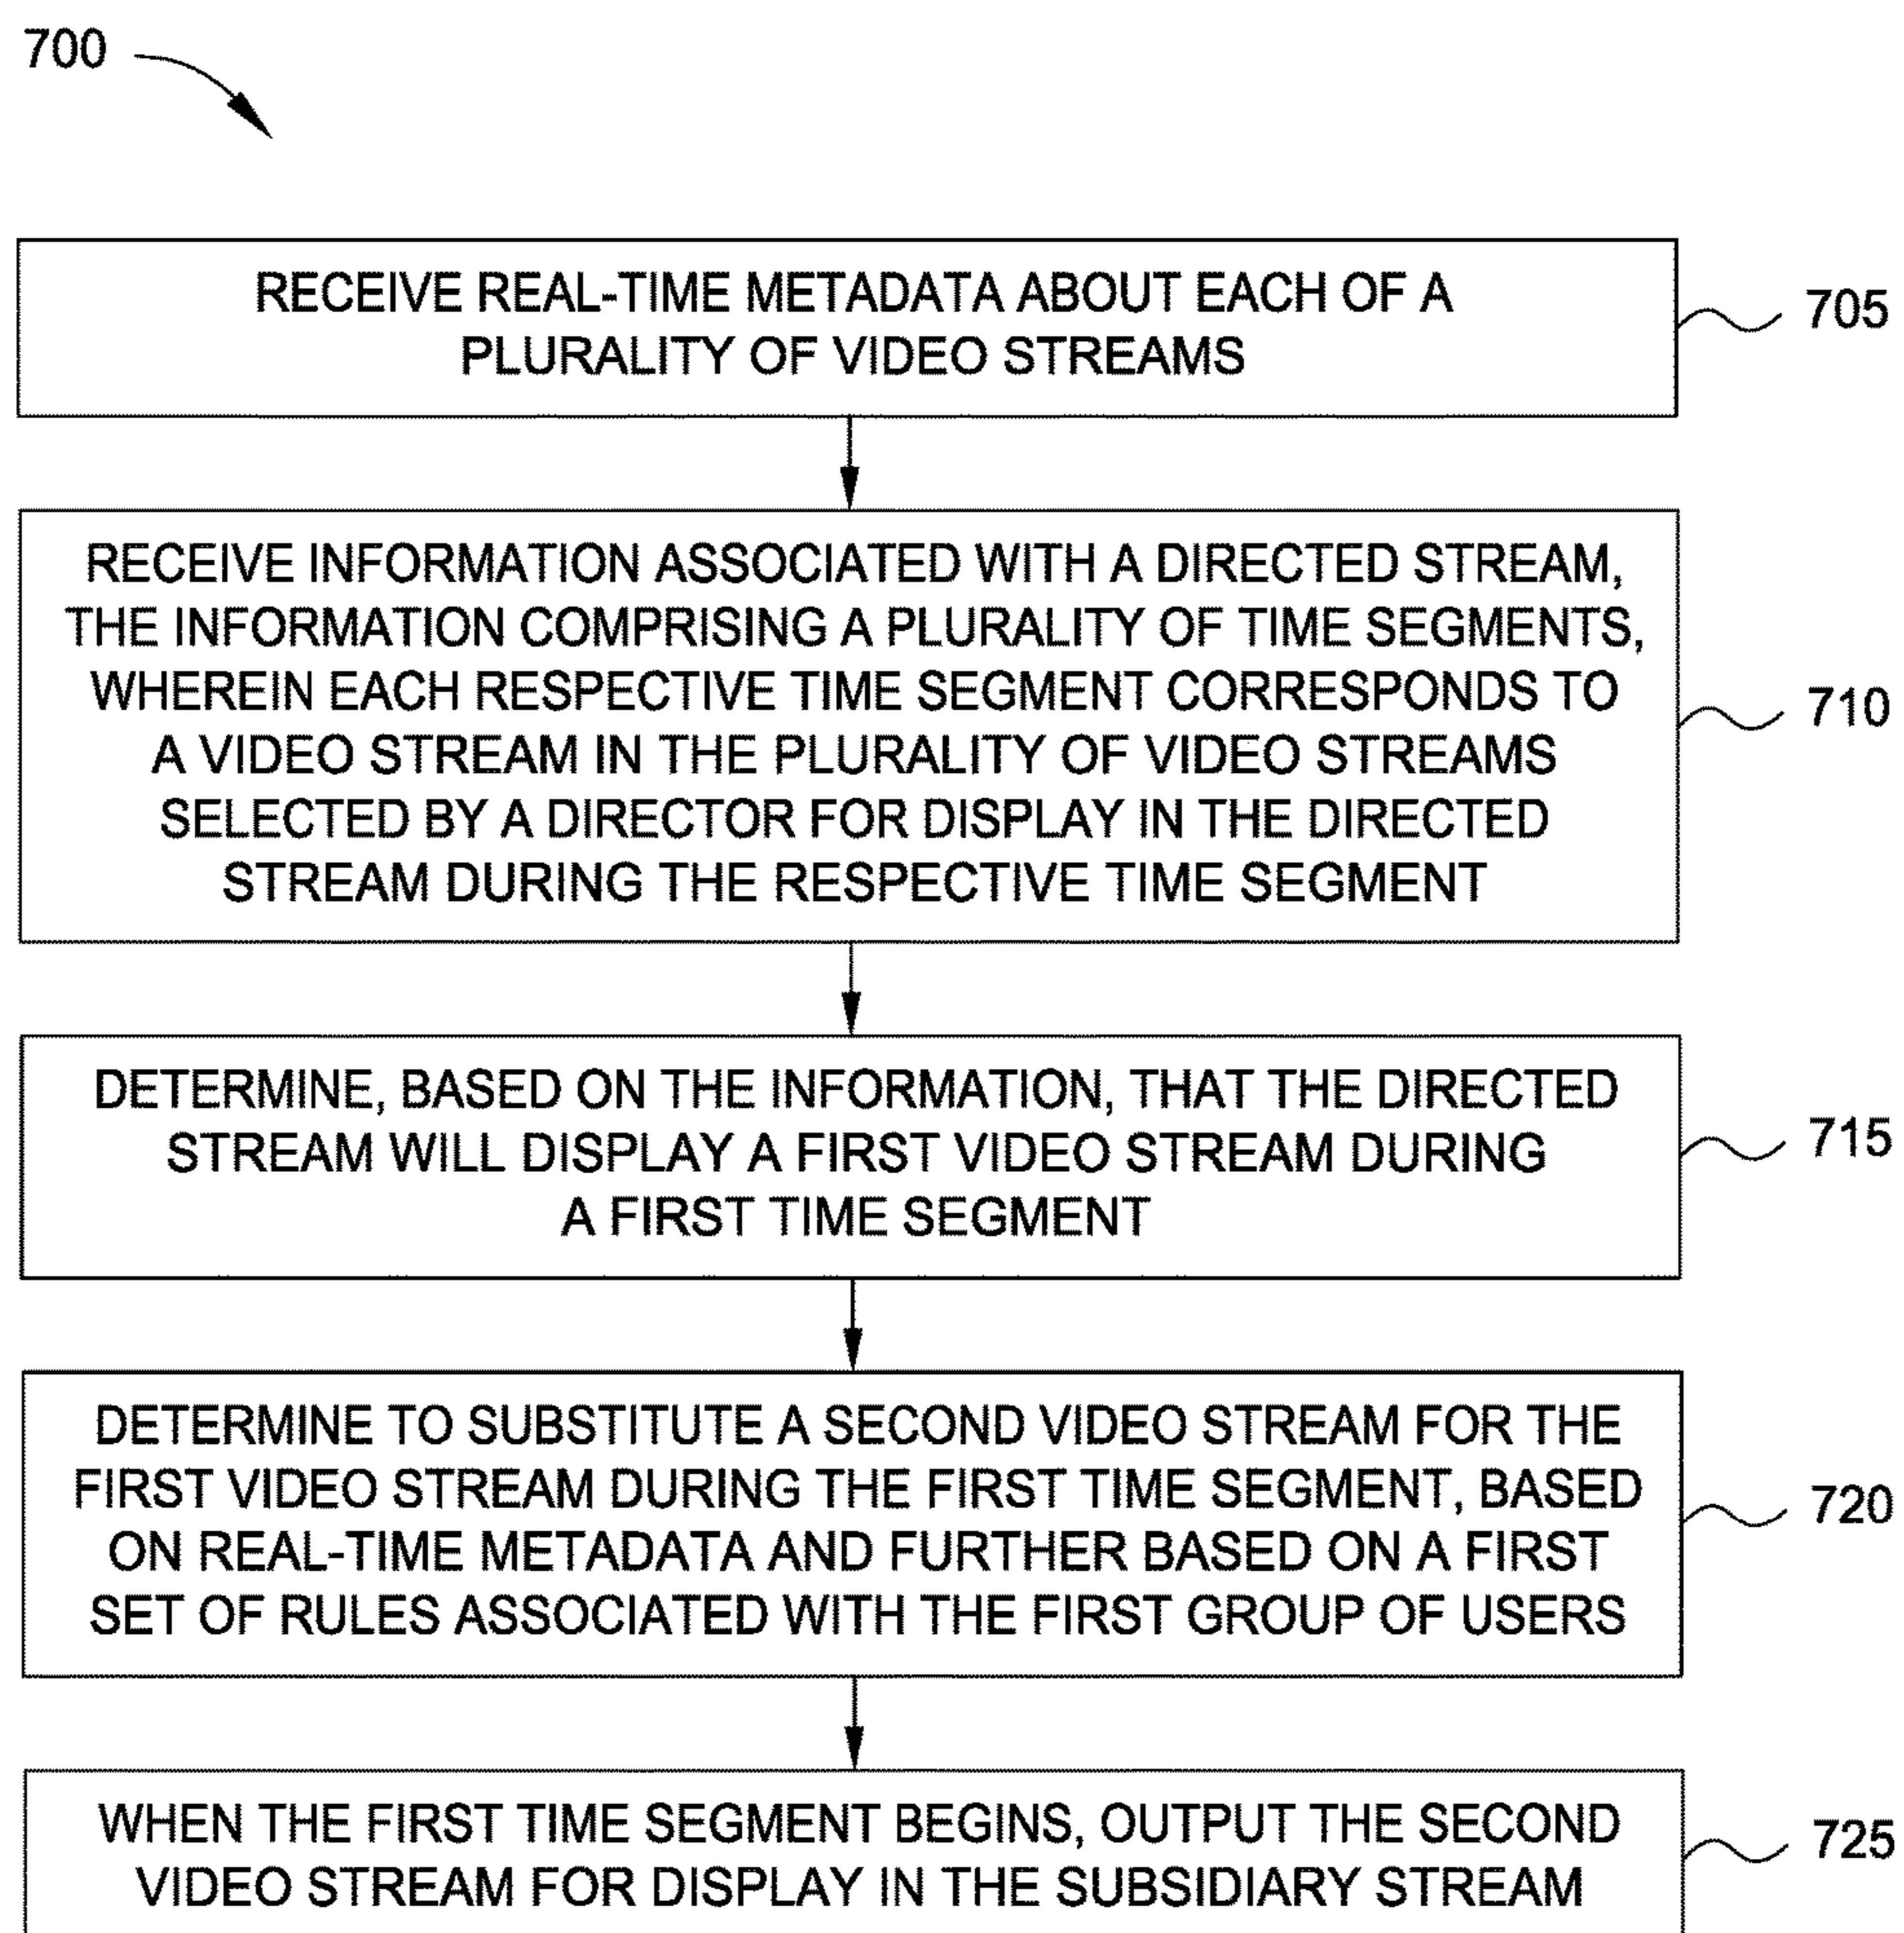 700
RECEIVE REAL-TIME METADATA ABOUT EACH OF A
PLURALITY OF VIDEO STREAMS
705
RECEIVE INFORMATION ASSOCIATED WITH A DIRECTED STREAM,
THE INFORMATION COMPRISING A PLURALITY OF TIME SEGMENTS,
WHEREIN EACH RESPECTIVE TIME SEGMENT CORRESPONDS TO
A VIDEO STREAM IN THE PLURALITY OF VIDEO STREAMS
SELECTED BY A DIRECTOR FOR DISPLAY IN THE DIRECTED
STREAM DURING THE RESPECTIVE TIME SEGMENT
710
DETERMINE, BASED ON THE INFORMATION, THAT THE DIRECTED
STREAM WILL DISPLAY A FIRST VIDEO STREAM DURING
A FIRST TIME SEGMENT
715
DETERMINE TO SUBSTITUTE A SECOND VIDEO STREAM FOR THE
FIRST VIDEO STREAM DURING THE FIRST TIME SEGMENT, BASED
ON REAL-TIME METADATA AND FURTHER BASED ON A FIRST
SET OF RULES ASSOCIATED WITH THE FIRST GROUP OF USERS
720
WHEN THE FIRST TIME SEGMENT BEGINS, OUTPUT THE SECOND
VIDEO STREAM FOR DISPLAY IN THE SUBSIDIARY STREAM
725